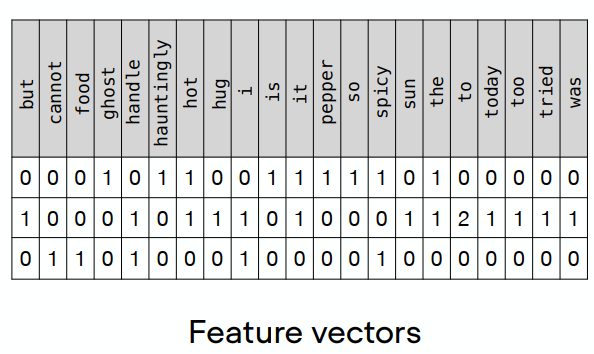 but cannot food ghost handle hauntingly hot hug i is it pepper so spicy sun the to today too tried was
0 0 0 1 0 1 1 0 0 1 1 1 1 1 0 1 0 0 0 0 0
1 0 0 0 1 0 1 1 1 0 1 0 0 0 1 1 2 1 1 1 1
0 1 1 0 1 0 0 0 1 0 0 0 0 1 0 0 0 0 0 0 0
Feature vectors